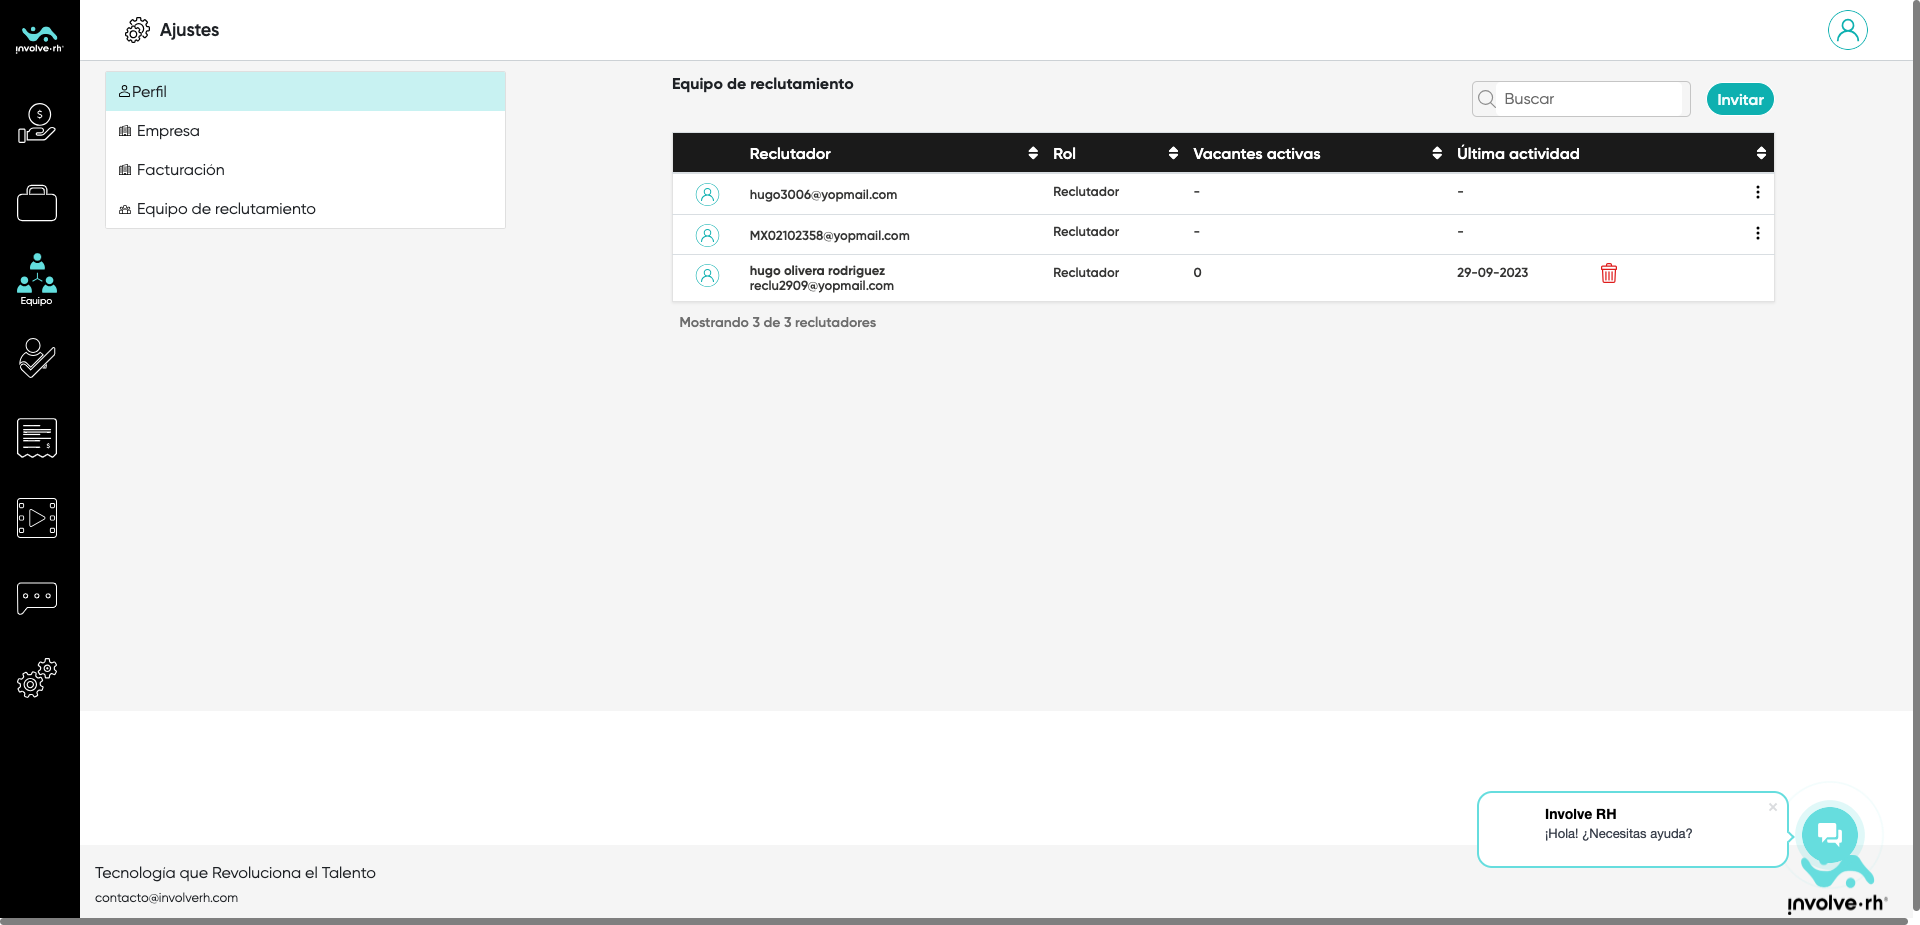 involve·rh
Ajustes
Equipo
Perfil
Empresa
Facturación
Equipo de reclutamiento
Equipo de reclutamiento
Buscar
Invitar
Reclutador Rol Vacantes activas Última actividad
hugo3006@yopmail.com Reclutador - -
MX02102358@yopmail.com Reclutador - -
hugo olivera rodriguez Reclutador 0 29-09-2023
reclu2909@yopmail.com
Mostrando 3 de 3 reclutadores
Involve RH
¡Hola! ¿Necesitas ayuda?
Tecnología que Revoluciona el Talento
contacto@involverh.com
involve·rh